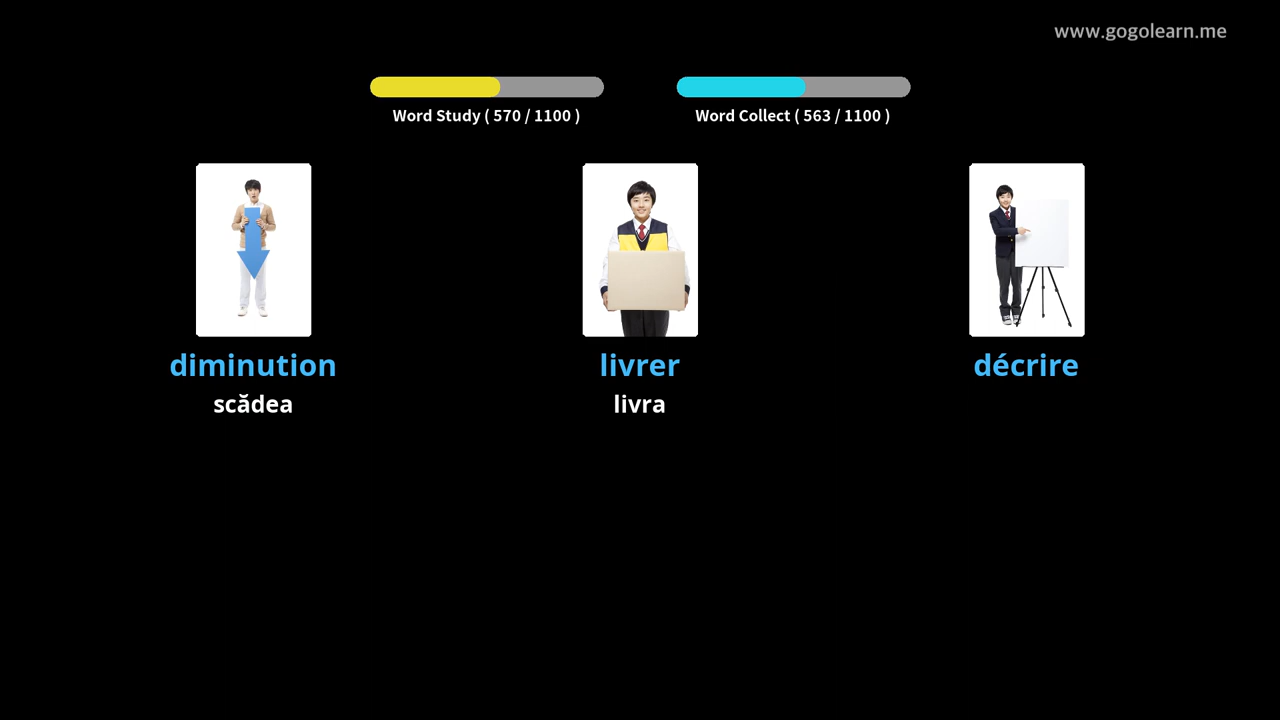 www.gogolearn.me
Word Study ( 570 / 1100 )
Word Collect ( 563 / 1100 )
diminution
scădea
livrer
livra
décrire